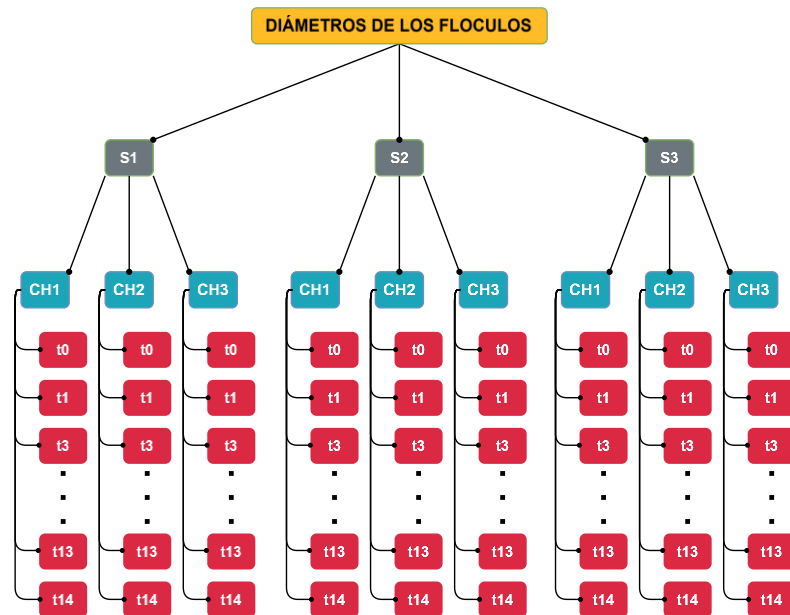 DIÁMETROS DE LOS FLOCULOS
S1 S2 S3
CH1 CH2 CH3 CH1 CH2 CH3 CH1 CH2 CH3
t0 t0 t0 t0 t0 t0 t0 t0 t0
t1 t1 t1 t1 t1 t1 t1 t1 t1
t3 t3 t3 t3 t3 t3 t3 t3 t3
t13 t13 t13 t13 t13 t13 t13 t13 t13
t14 t14 t14 t14 t14 t14 t14 t14 t14